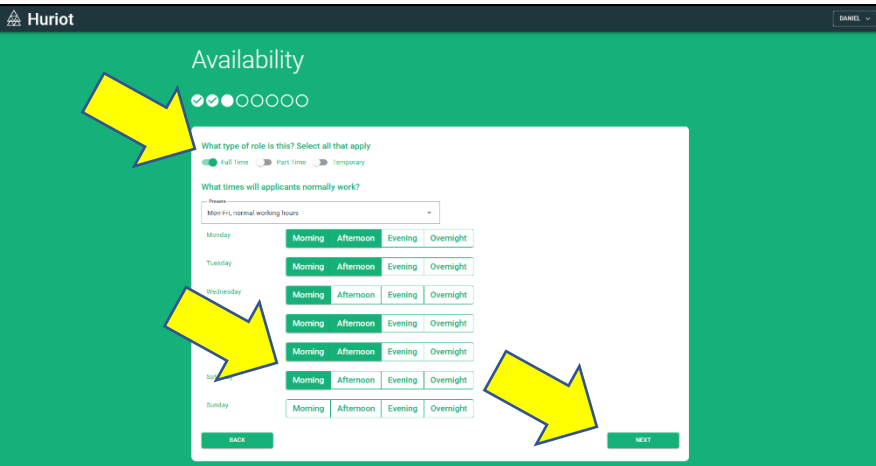 Huriot
DANIEL
Availability
What type of role is this? Select all that apply
Full Time Part Time Temporary
What times will applicants normally work?
Presets
Mon-Fri, normal working hours
Monday Morning Afternoon Evening Overnight
Tuesday Morning Afternoon Evening Overnight
Wednesday Morning Afternoon Evening Overnight
Morning Afternoon Evening Overnight
Morning Afternoon Evening Overnight
Morning Afternoon Evening Overnight
Sunday Morning Afternoon Evening Overnight
BACK NEXT